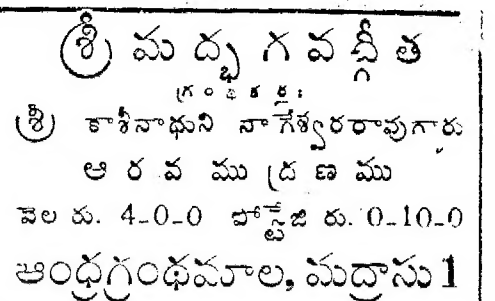 శ్రీ మద్భగవద్గీత
గ్రంథకర్త:
శ్రీ కాశీనాథుని నాగేశ్వరరావుగారు
ఆరవ ముద్రణము
వెల రు. 4-0-0 పోస్టేజి రు. 0-10-0
ఆంధ్రగ్రంథమాల, మద్రాసు 1